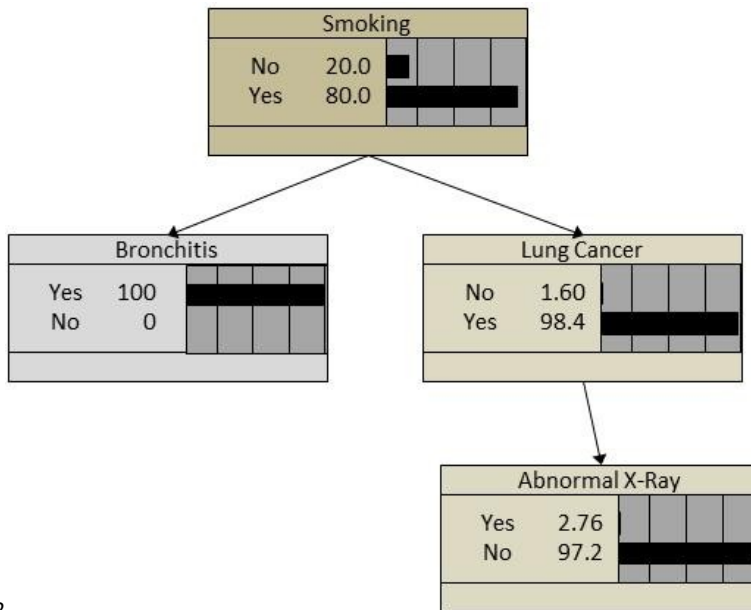 Smoking
No 20.0
Yes 80.0
Bronchitis
Yes 100
No 0
Lung Cancer
No 1.60
Yes 98.4
Abnormal X-Ray
Yes 2.76
No 97.2